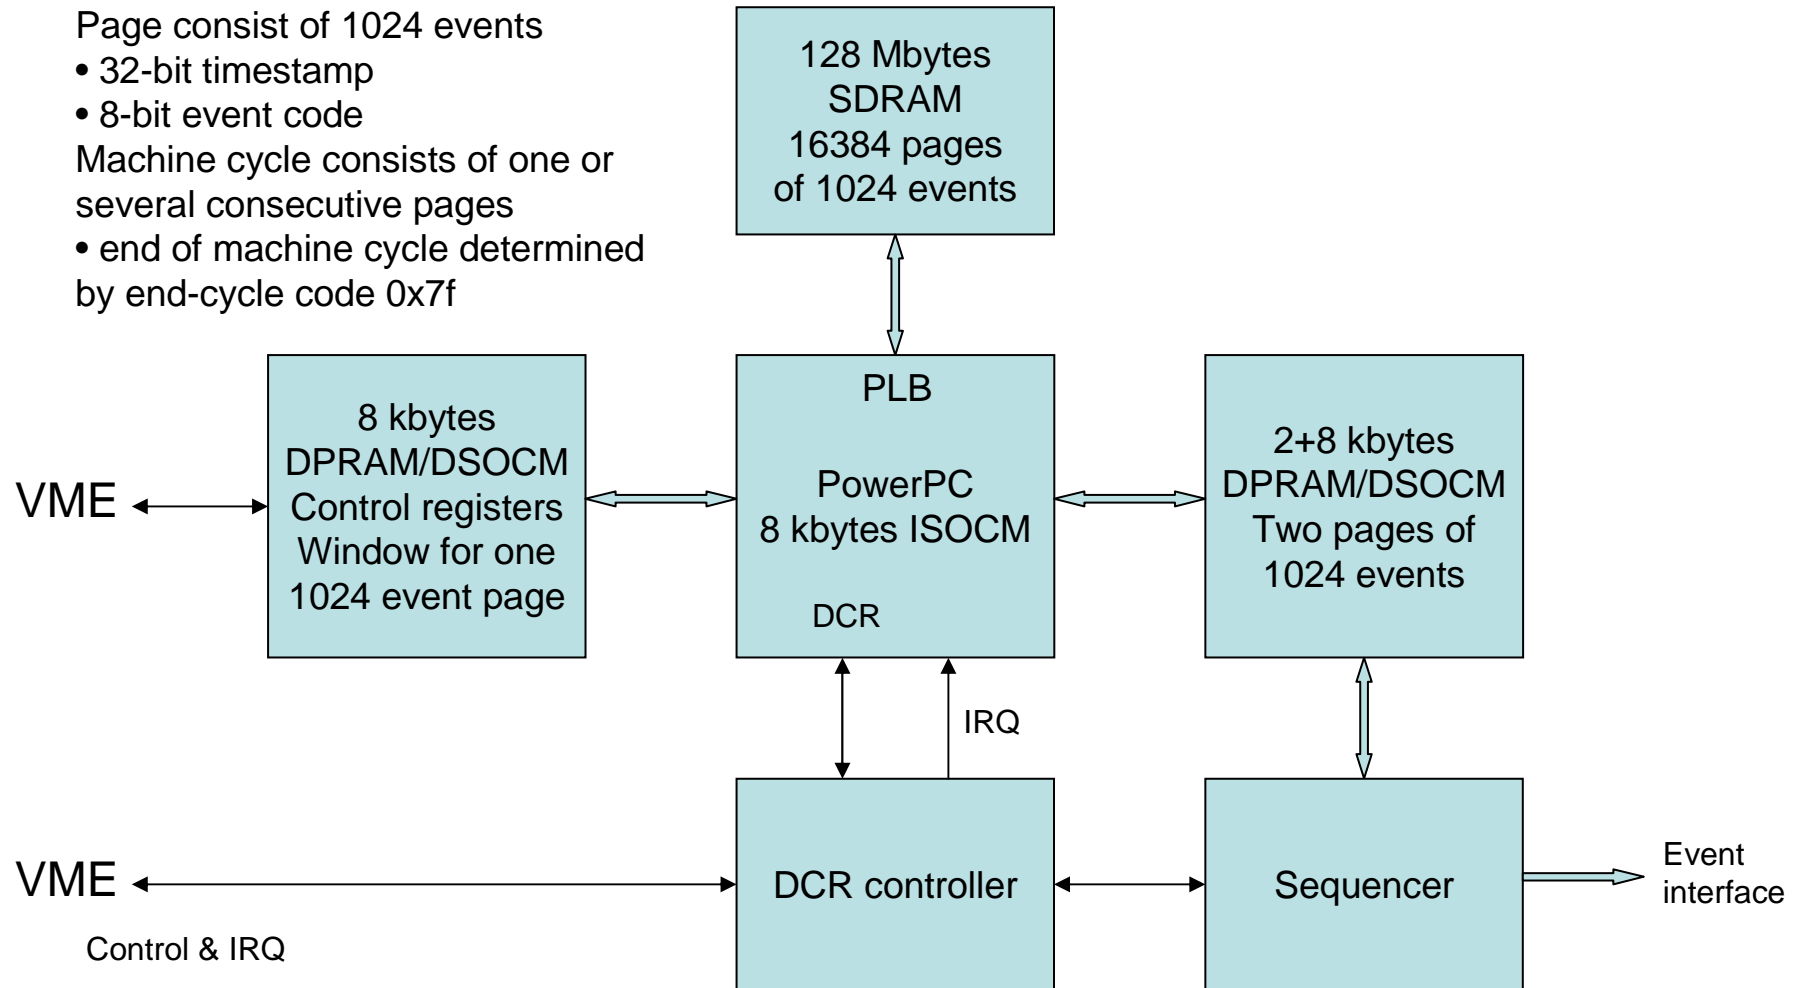 Page consist of 1024 events
• 32-bit timestamp
• 8-bit event code
Machine cycle consists of one or
several consecutive pages
• end of machine cycle determined
by end-cycle code 0x7f
128 Mbytes
SDRAM
16384 pages
of 1024 events
VME
8 kbytes
DPRAM/DSOCM
Control registers
Window for one
1024 event page
PLB
PowerPC
8 kbytes ISOCM
DCR
2+8 kbytes
DPRAM/DSOCM
Two pages of
1024 events
IRQ
VME
Control & IRQ
DCR controller
Sequencer
Event
interface